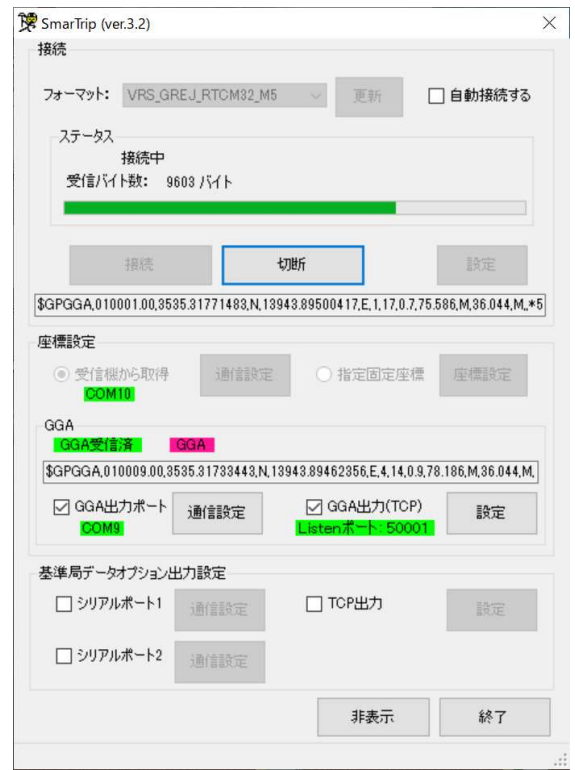 SmarTrip (ver.3.2)
接続
フォーマット: VRS_GREJ_RTCM32_M5 更新 自動接続する
ステータス
接続中
受信バイト数: 9603 バイト
接続 切断 設定
$GPGGA,010001.00,3535.31771483,N,13943.89500417,E,1,17,0.7,75.586,M,36.044,M,,*5
座標設定
受信機から取得 通信設定 指定固定座標 座標設定
COM10
GGA
GGA受信済 GGA
$GPGGA,010009.00,3535.31733443,N,13943.89462356,E,4,14,0.9,78.186,M,36.044,M,
GGA出力ポート 通信設定 GGA出力(TCP) 設定
COM9 Listenポート: 50001
基準局データオプション出力設定
シリアルポート1 通信設定 TCP出力 設定
シリアルポート2 通信設定
非表示 終了